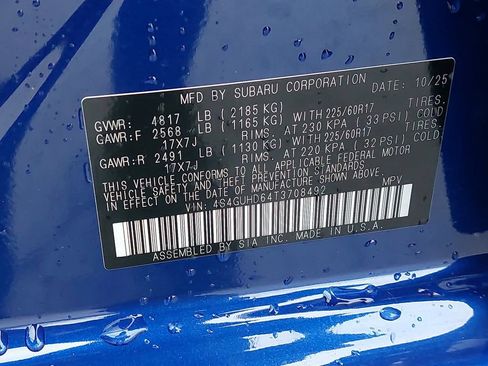 MFD BY SUBARU CORPORATION DATE: 10/25
GVWR: 4817 LB (2185 KG)
GAWR:F 2568 LB (1165 KG) WITH 225/60R17 TIRES.
17X7J RIMS. AT 230 KPA (33 PSI) COLD
GAWR:R 2491 LB (1130 KG) WITH 225/60R17 TIRES.
17X7J RIMS. AT 220 KPA (32 PSI) COLD
THIS VEHICLE CONFORMS TO ALL APPLICABLE FEDERAL MOTOR
VEHICLE SAFETY AND THEFT PREVENTION STANDARDS
IN EFFECT ON THE DATE OF MANUFACTURE SHOWN ABOVE.
VIN: 4S4GUHD64T3708492 MPV
ASSEMBLED BY SIA INC. MADE IN U.S.A.